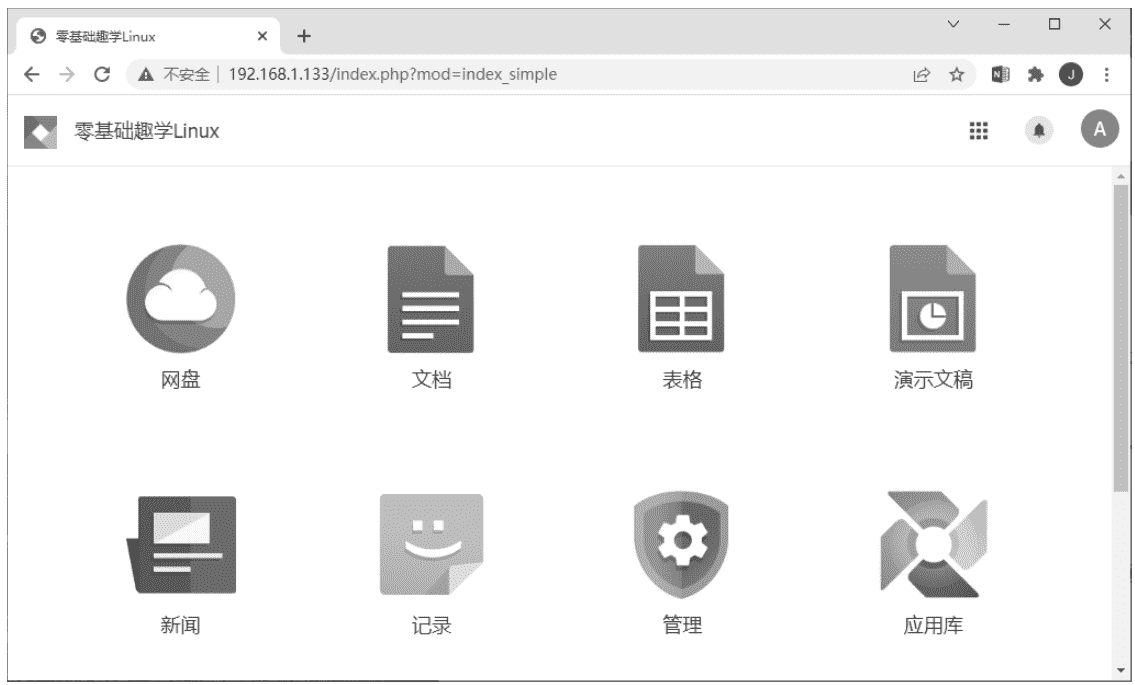 零基础趣学Linux
不安全 192.168.1.133/index.php?mod=index_simple
N J
零基础趣学Linux
A
网盘 文档 表格 演示文稿
新闻 记录 管理 应用库